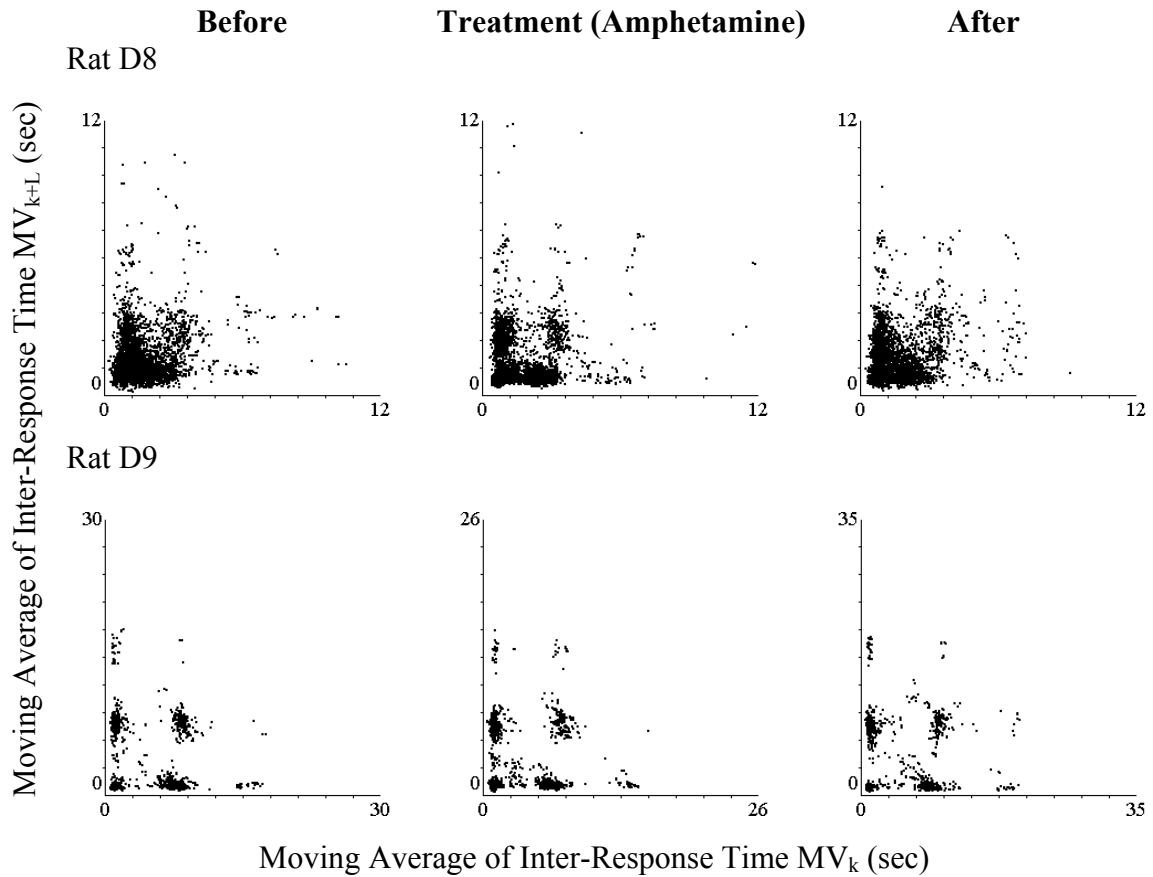 Before Treatment (Amphetamine) After
Rat D8
12 12 12
0 0 0
0 12 0 12 0 12
Rat D9
30 26 35
0 0 0
0 30 0 26 0 35
Moving Average of Inter-Response Time MVk+L (sec)
Moving Average of Inter-Response Time MVk (sec)